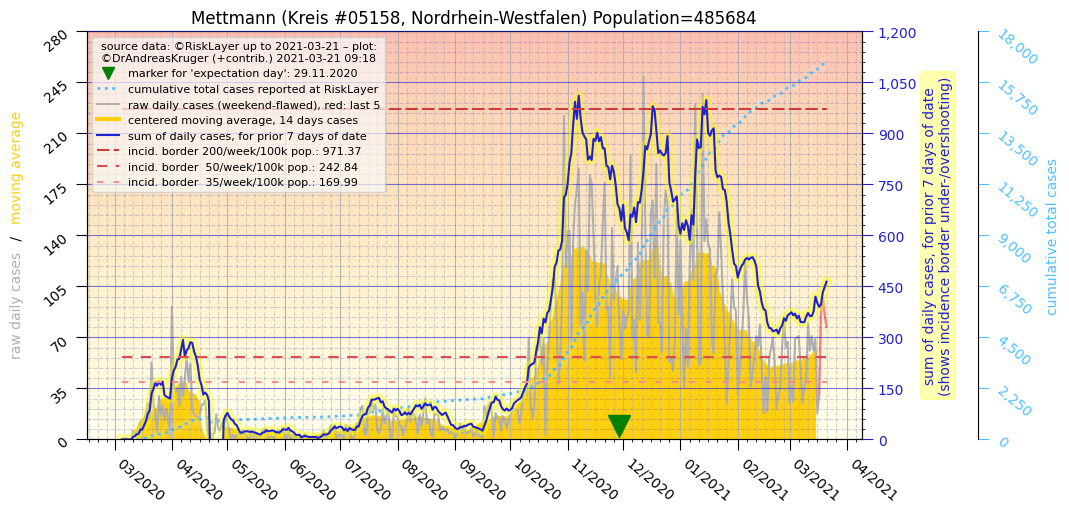 Mettmann (Kreis #05158, Nordrhein-Westfalen) Population=485684
source data: ©RiskLayer up to 2021-03-21 – plot:
©DrAndreasKruger (+contrib.) 2021-03-21 09:18
marker for 'expectation day': 29.11.2020
cumulative total cases reported at RiskLayer
raw daily cases (weekend-flawed), red: last 5
centered moving average, 14 days cases
sum of daily cases, for prior 7 days of date
incid. border 200/week/100k pop.: 971.37
incid. border  50/week/100k pop.: 242.84
incid. border  35/week/100k pop.: 169.99
raw daily cases / moving average
280
245
210
175
140
105
70
35
0
03/2020
04/2020
05/2020
06/2020
07/2020
08/2020
09/2020
10/2020
11/2020
12/2020
01/2021
02/2021
03/2021
04/2021
1,200
1,050
900
750
600
450
300
150
0
sum of daily cases, for prior 7 days of date
(shows incidence border under-/overshooting)
18,000
15,750
13,500
11,250
9,000
6,750
4,500
2,250
0
cumulative total cases